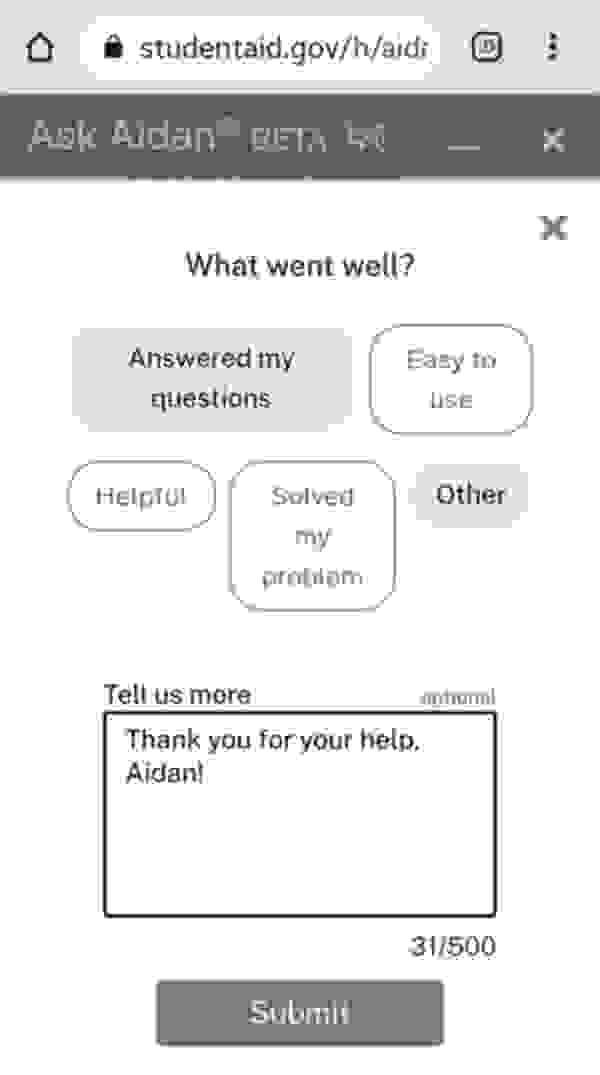 studentaid.gov/h/aid
Ask Aidan® BETA
What went well?
Answered my
questions
Easy to
use
Helpful
Solved
my
problem
Other
Tell us more
optional
Thank you for your help,
Aidan!
31/500
Submit